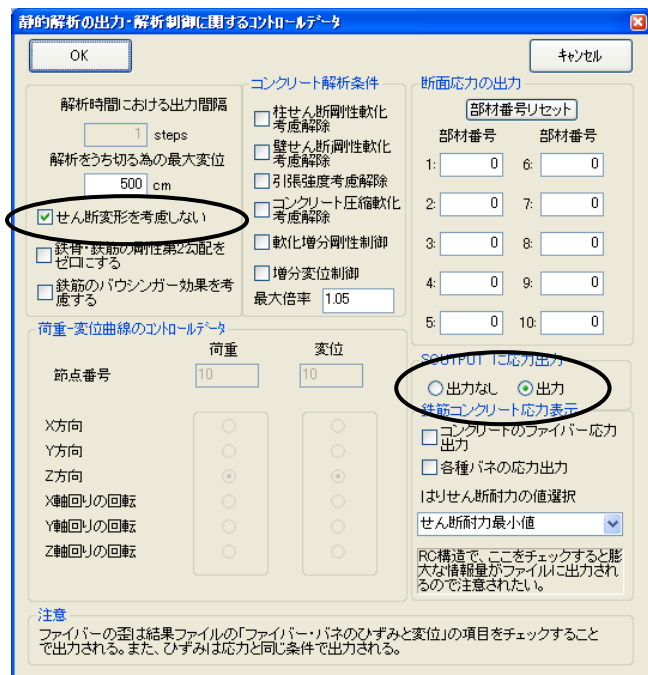 静的解析の出力・解析制御に関するｺﾝﾄﾛｰﾙﾃﾞｰﾀ
OK
ｷｬﾝｾﾙ
解析時間における出力間隔
1 steps
解析をうち切る為の最大変位
500 cm
せん断変形を考慮しない
鉄骨・鉄筋の剛性第2勾配を
ゼロにする
鉄筋のバウシンガー効果を考
慮する
コンクリート解析条件
柱せん断剛性軟化
考慮解除
壁せん断剛性軟化
考慮解除
引張強度考慮解除
コンクリート圧縮軟化
考慮解除
軟化増分剛性制御
増分変位制御
最大倍率 1.05
断面応力の出力
部材番号リセット
部材番号 部材番号
1: 0 6: 0
2: 0 7: 0
3: 0 8: 0
4: 0 9: 0
5: 0 10: 0
荷重-変位曲線のｺﾝﾄﾛｰﾙﾃﾞｰﾀ
荷重 変位
節点番号 10 10
X方向
Y方向
Z方向
X軸回りの回転
Y軸回りの回転
Z軸回りの回転
SOUTPUT に応力出力
出力なし 出力
鉄筋コンクリート応力表示
コンクリートのファイバー応力
出力
各種バネの応力出力
はりせん断耐力の値選択
せん断耐力最小値
RC構造で、ここをチェックすると膨
大な情報量がファイルに出力され
るので注意されたい。
注意
ファイバーの歪は結果ファイルの「ファイバー・バネのひずみと変位」の項目をチェックすること
で出力される。また、ひずみは応力と同じ条件で出力される。